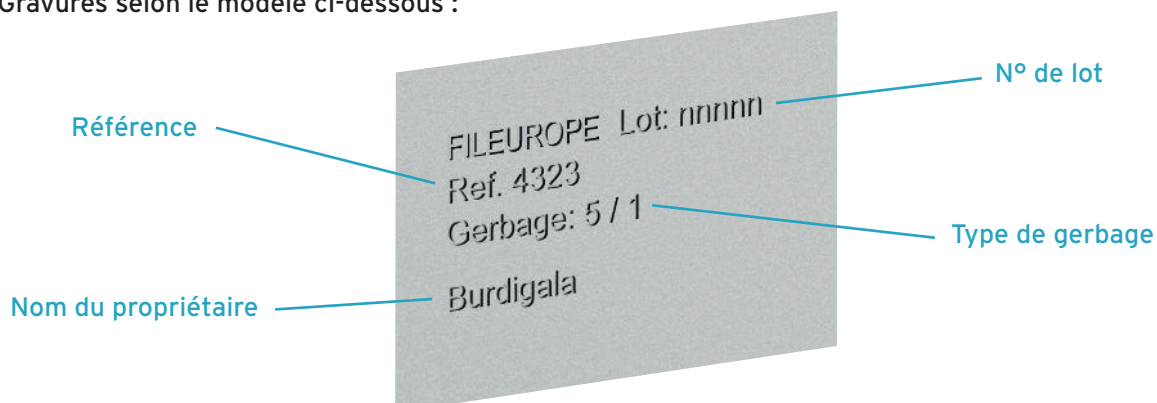 Gravures selon le modèle ci-dessous :
N° de lot
Référence
FILEUROPE Lot: nnnnn
Ref. 4323
Gerbage: 5 / 1
Type de gerbage
Nom du propriétaire
Burdigala